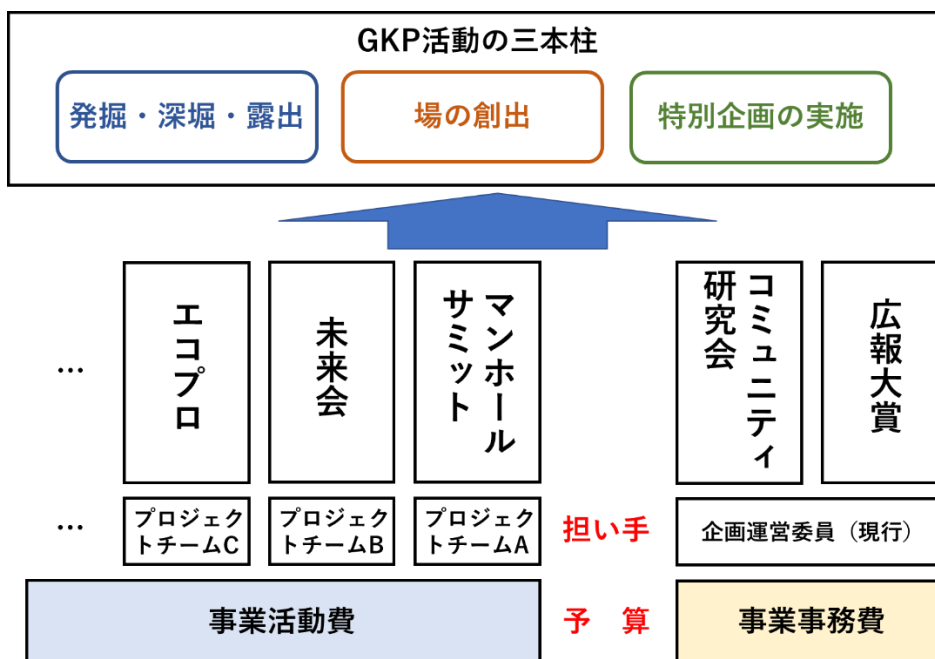 GKP活動の三本柱
発掘・深堀・露出
場の創出
特別企画の実施
…
エコプロ
未来会
マンホール
サミット
コミュニティ
研究会
広報大賞
…
プロジェク
トチームC
プロジェク
トチームB
プロジェク
トチームA
担い手
企画運営委員（現行）
事業活動費
予　算
事業事務費